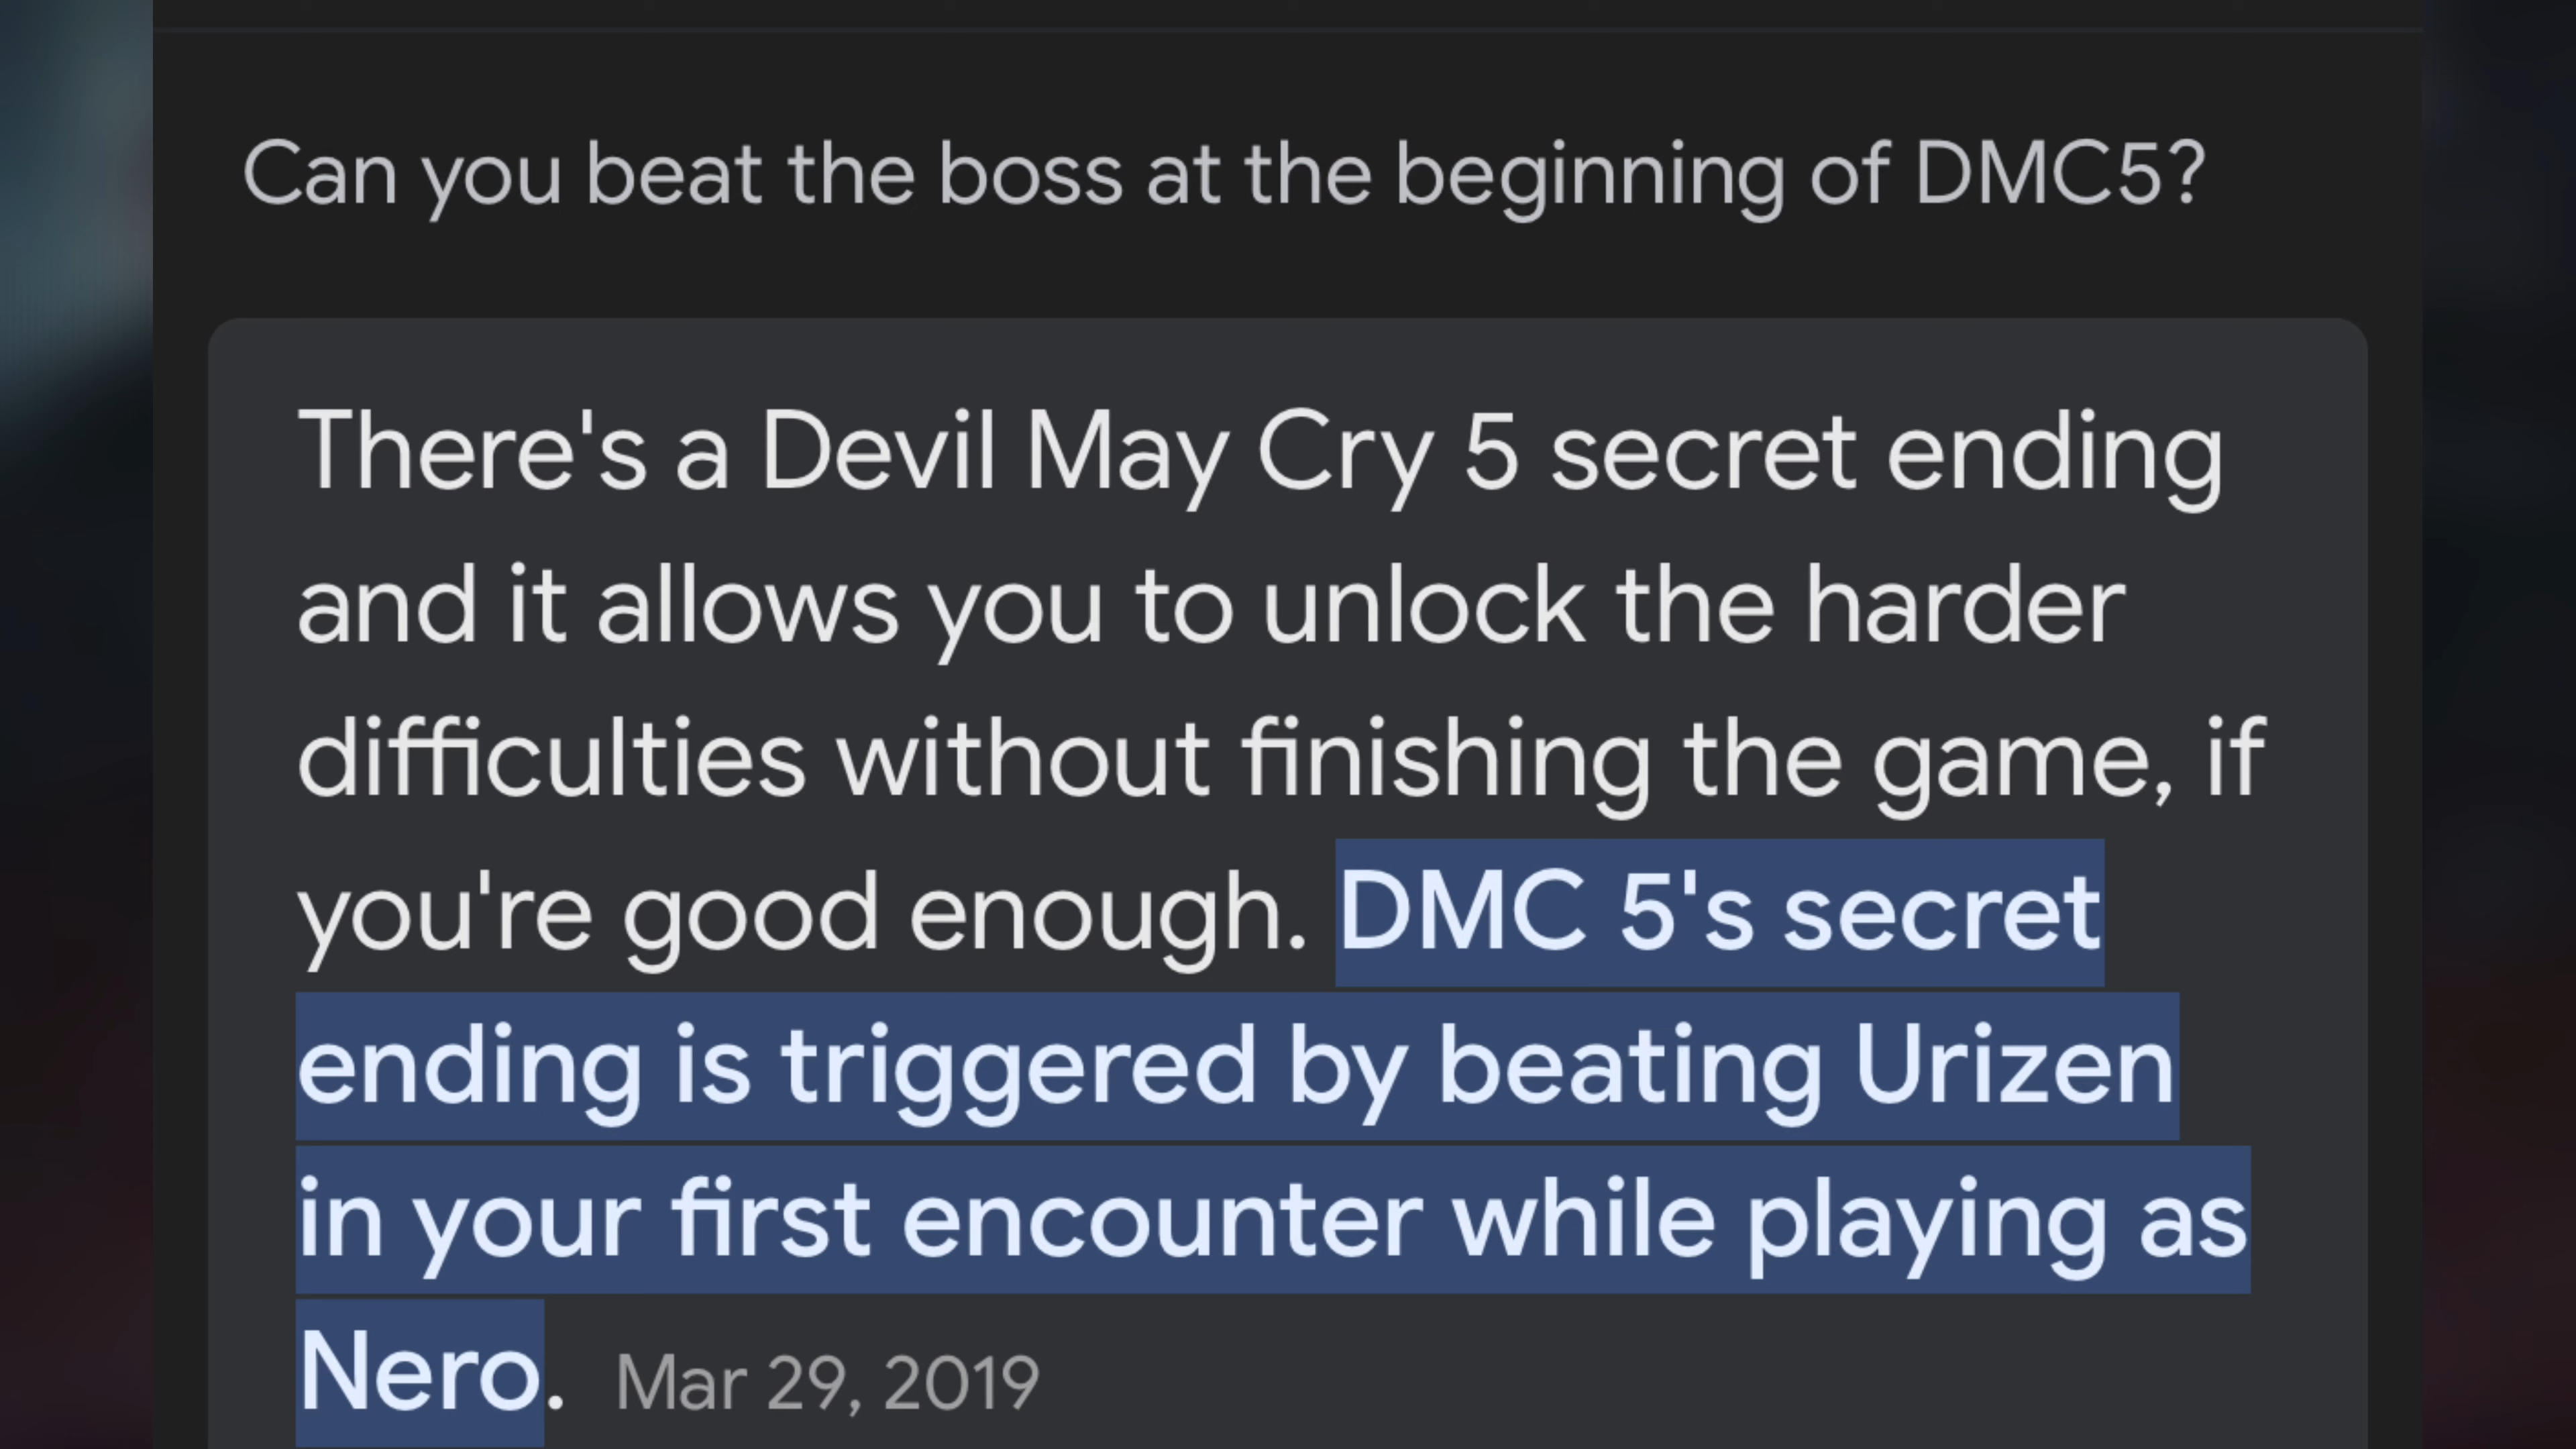 Can you beat the boss at the beginning of DMC5?
There's a Devil May Cry 5 secret ending
and it allows you to unlock the harder
difficulties without finishing the game, if
you're good enough. DMC 5's secret
ending is triggered by beating Urizen
in your first encounter while playing as
Nero. Mar 29, 2019